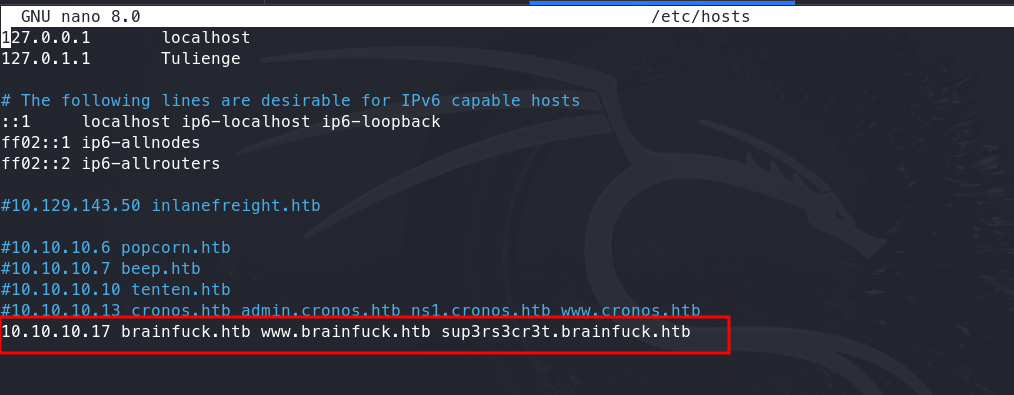 GNU nano 8.0 /etc/hosts
127.0.0.1 localhost
127.0.1.1 Tulienge
# The following lines are desirable for IPv6 capable hosts
::1 localhost ip6-localhost ip6-loopback
ff02::1 ip6-allnodes
ff02::2 ip6-allrouters
#10.129.143.50 inlanefreight.htb
#10.10.10.6 popcorn.htb
#10.10.10.7 beep.htb
#10.10.10.10 tenten.htb
#10.10.10.13 cronos.htb admin.cronos.htb ns1.cronos.htb www.cronos.htb
10.10.10.17 brainfuck.htb www.brainfuck.htb sup3rs3cr3t.brainfuck.htb